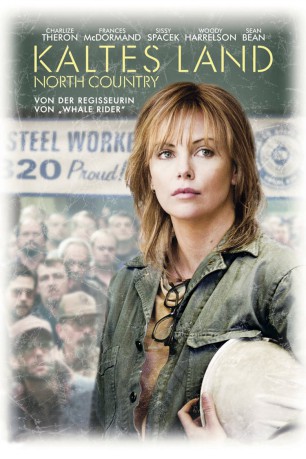 CHARLIZE THERON FRANCES McDORMAND SISSY SPACEK WOODY HARRELSON SEAN BEAN
KALTES LAND
NORTH COUNTRY
VON DER REGISSEURIN
VON „WHALE RIDER"
STEEL WORKE
320 Proud!